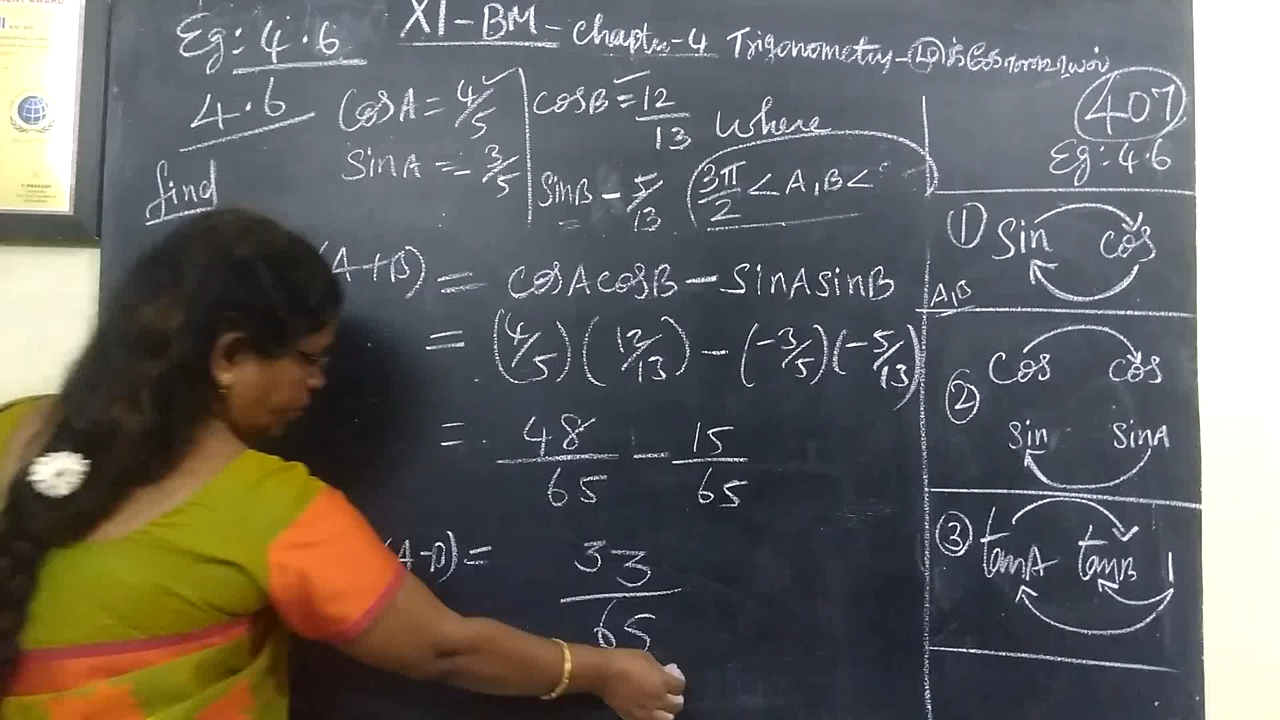 Eg: 4.6
XI-BM-Chapter-4 Trigonometry-
4.6
CosA = 4/5
CosB = 12/13 Where
407
Eg: 4.6
SinA = -3/5
SinB - 5/13
3π/2 < A,B <
find
① Sin cos
(A+B) = cosAcosB - SinAsinB
A,B
= (4/5)(12/13) - (-3/5)(-5/13)
② Cos cos
Sin SinA
= 48/65 - 15/65
③ tanA tanB 1
= 33/65